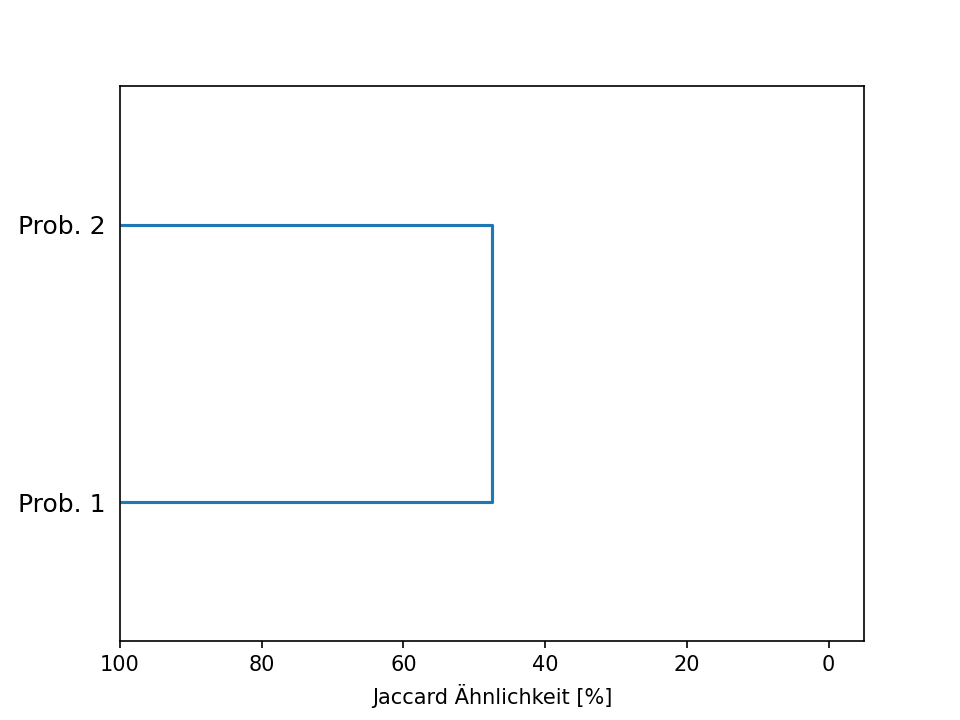 Prob. 2
Prob. 1
100 80 60 40 20 0
Jaccard Ähnlichkeit [%]